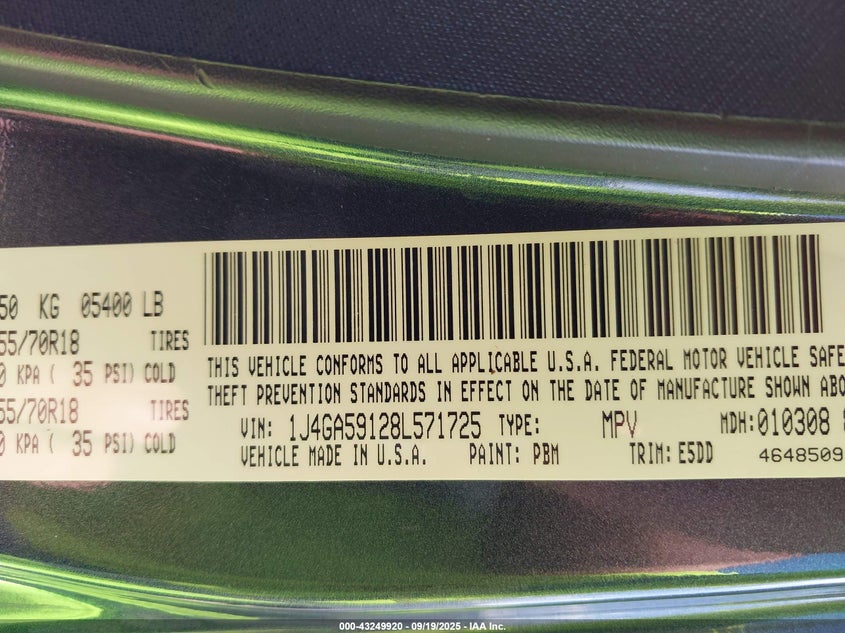 50 KG 05400 LB
55/70R18 TIRES
0 KPA ( 35 PSI) COLD
55/70R18 TIRES
0 KPA ( 35 PSI) COLD
THIS VEHICLE CONFORMS TO ALL APPLICABLE U.S.A. FEDERAL MOTOR VEHICLE SAFE
THEFT PREVENTION STANDARDS IN EFFECT ON THE DATE OF MANUFACTURE SHOWN ABO
VIN: 1J4GA59128L571725 TYPE: MPV MDH:010308
VEHICLE MADE IN U.S.A. PAINT: PBM TRIM: E5DD 4648509
000-43249920 - 09/19/2025 - IAA Inc.